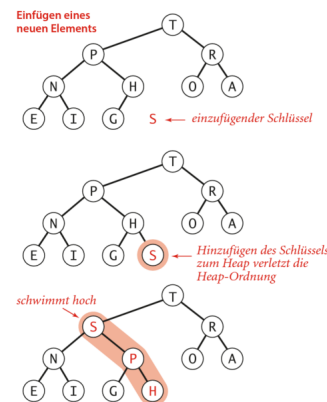 Einfügen eines
neuen Elements
T
P R
N H O A
E I G S einzufügender Schlüssel
T
P R
N H O A
E I G S Hinzufügen des Schlüssels
zum Heap verletzt die
Heap-Ordnung
schwimmt hoch
T
S R
N P O A
E I G H